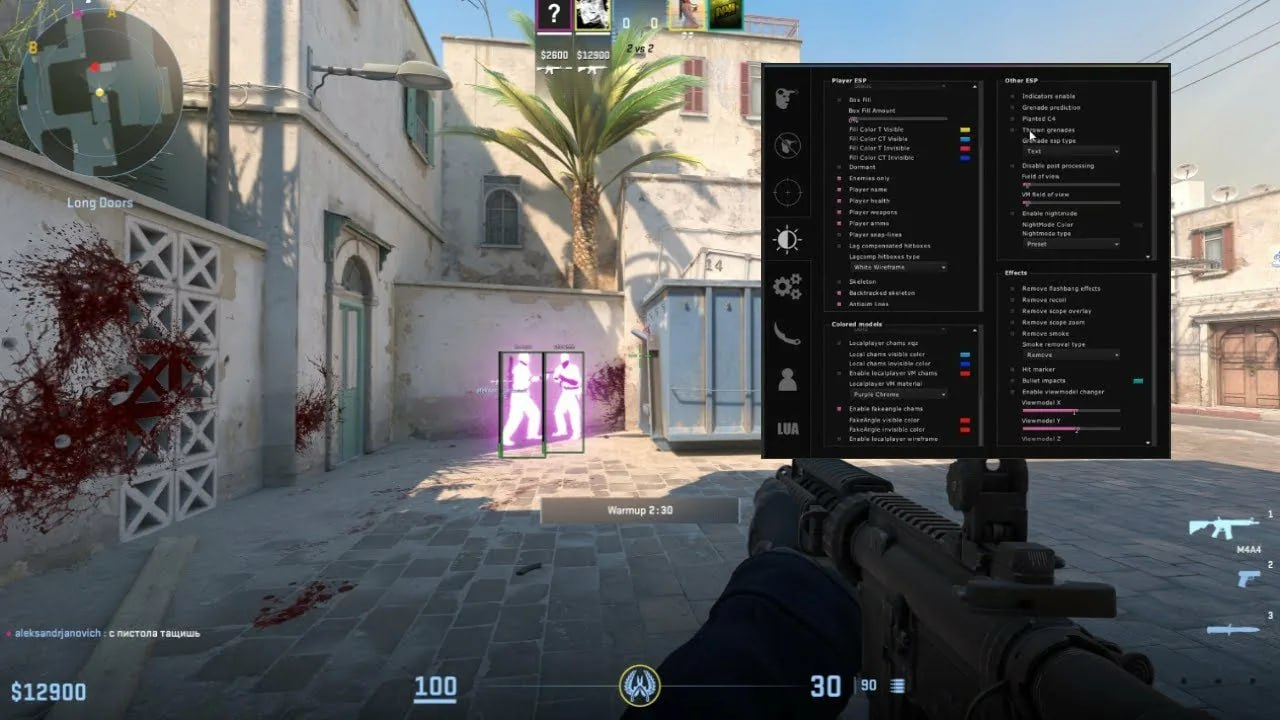 A
B
?
0 0
2 vs 2
$2600 $12900
Long Doors
14
Player ESP
Box Fill
Box Fill Amount
Fill Color T Visible
Fill Color CT Visible
Fill Color T Invisible
Fill Color CT Invisible
Dormant
Enemies only
Player name
Player health
Player weapons
Player ammo
Player snap-lines
Lag compensated hitboxes
Lagcomp hitboxes type
White Wireframe
Skeleton
Backtracked skeleton
Antiaim lines
Colored models
Localplayer chams xqz
Local chams visible color
Local chams invisible color
Enable localplayer VM chams
Localplayer VM material
Purple Chrome
Enable fakeangle chams
FakeAngle visible color
FakeAngle invisible color
Enable localplayer wireframe
LUA
Other ESP
Indicators enable
Grenade prediction
Planted C4
Thrown grenades
Grenade esp type
Text
Disable post processing
Field of view
VM field of view
Enable nightmode
NightMode Color
Nightmode type
Preset
Effects
Remove flashbang effects
Remove recoil
Remove scope overlay
Remove scope zoom
Remove smoke
Smoke removal type
Remove
Hit marker
Bullet impacts
Enable viewmodel changer
Viewmodel X
Viewmodel Y
Viewmodel Z
Warmup 2:30
1
M4A4
2
3
aleksandrjanovich : с пистола тащишь
$12900
100
30 90